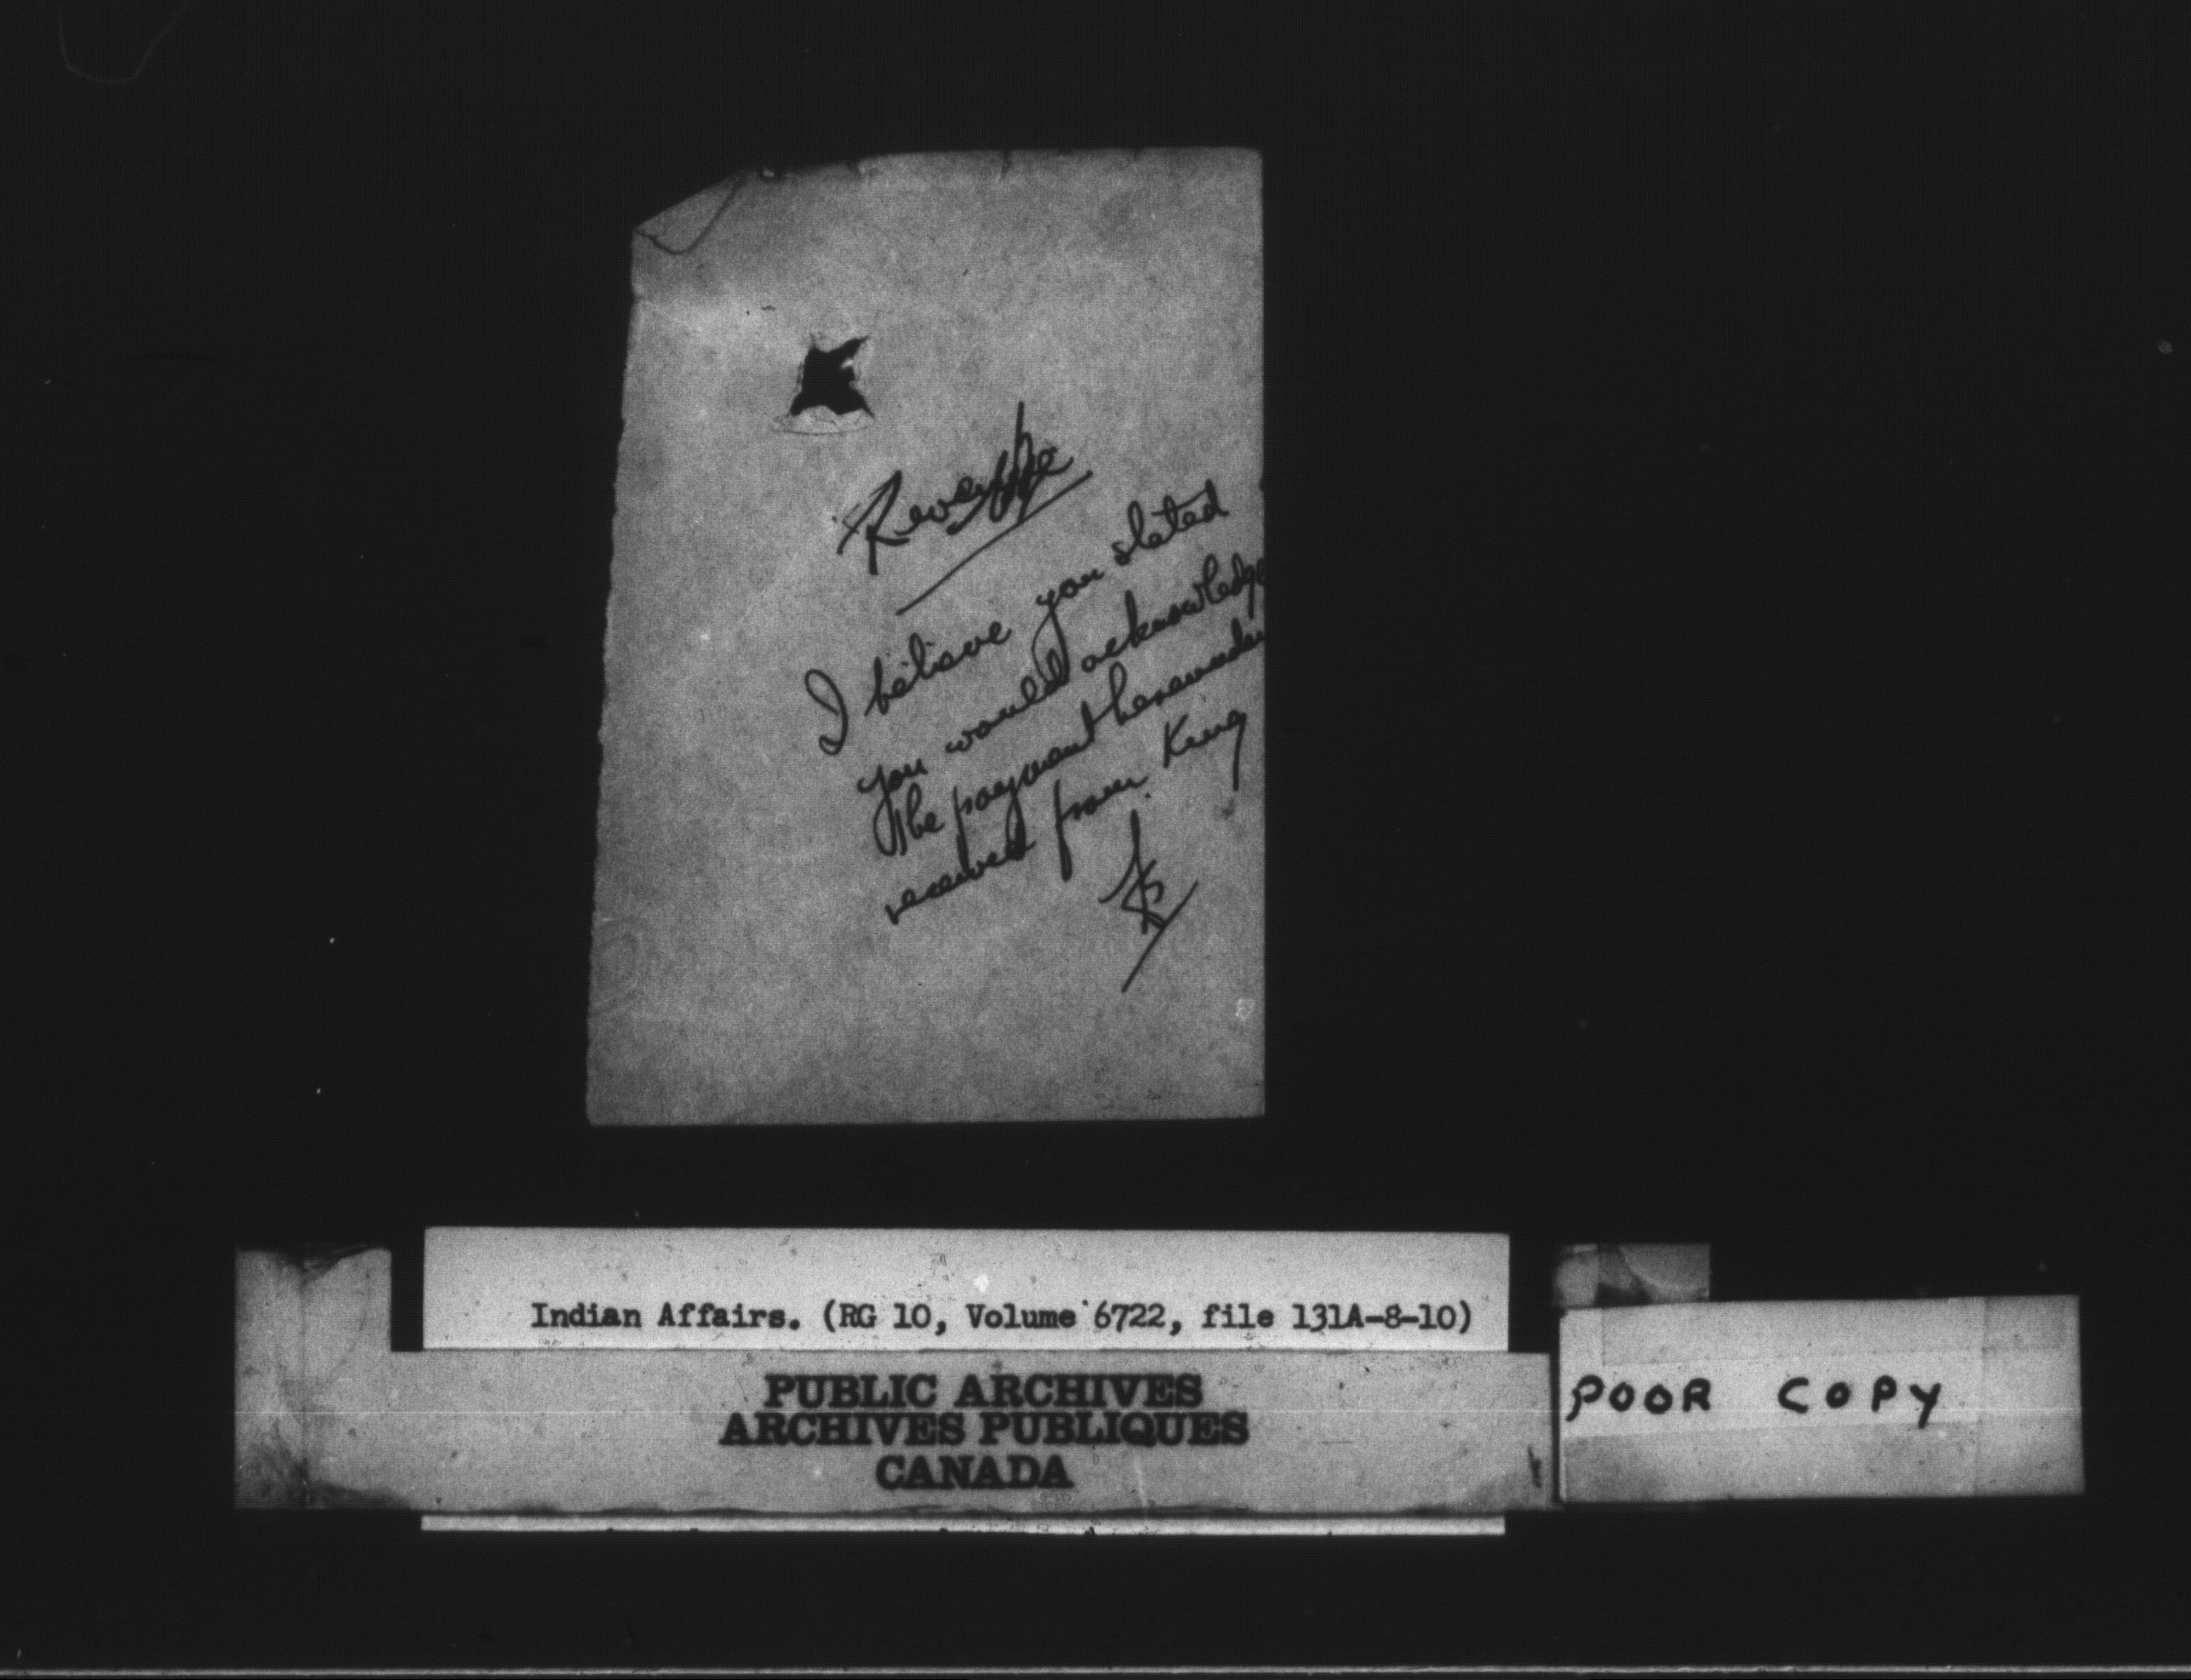 I believe you stated
you would acknowledge
the payment hereunder
received from King
Indian Affairs. (RG 10, Volume 6722, file 131A-8-10)
PUBLIC ARCHIVES
ARCHIVES PUBLIQUES
CANADA
POOR COPY